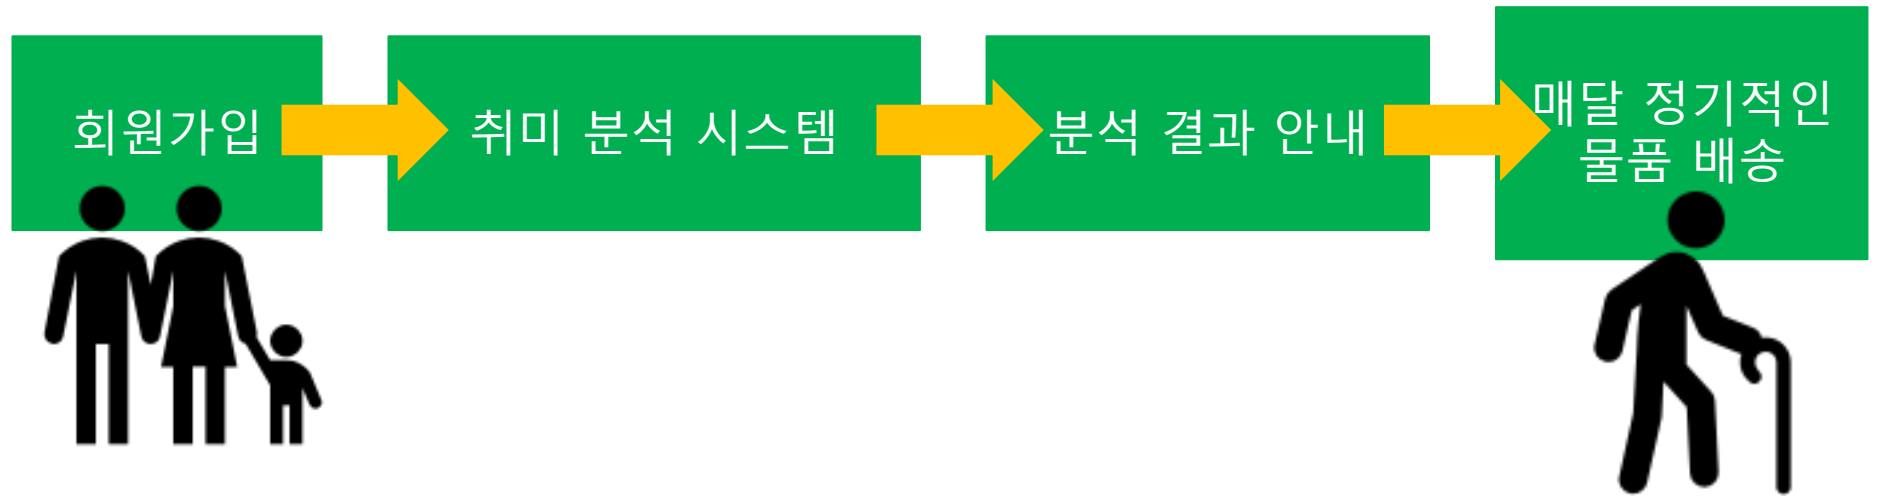 회원가입
취미 분석 시스템
분석 결과 안내
매달 정기적인
물품 배송